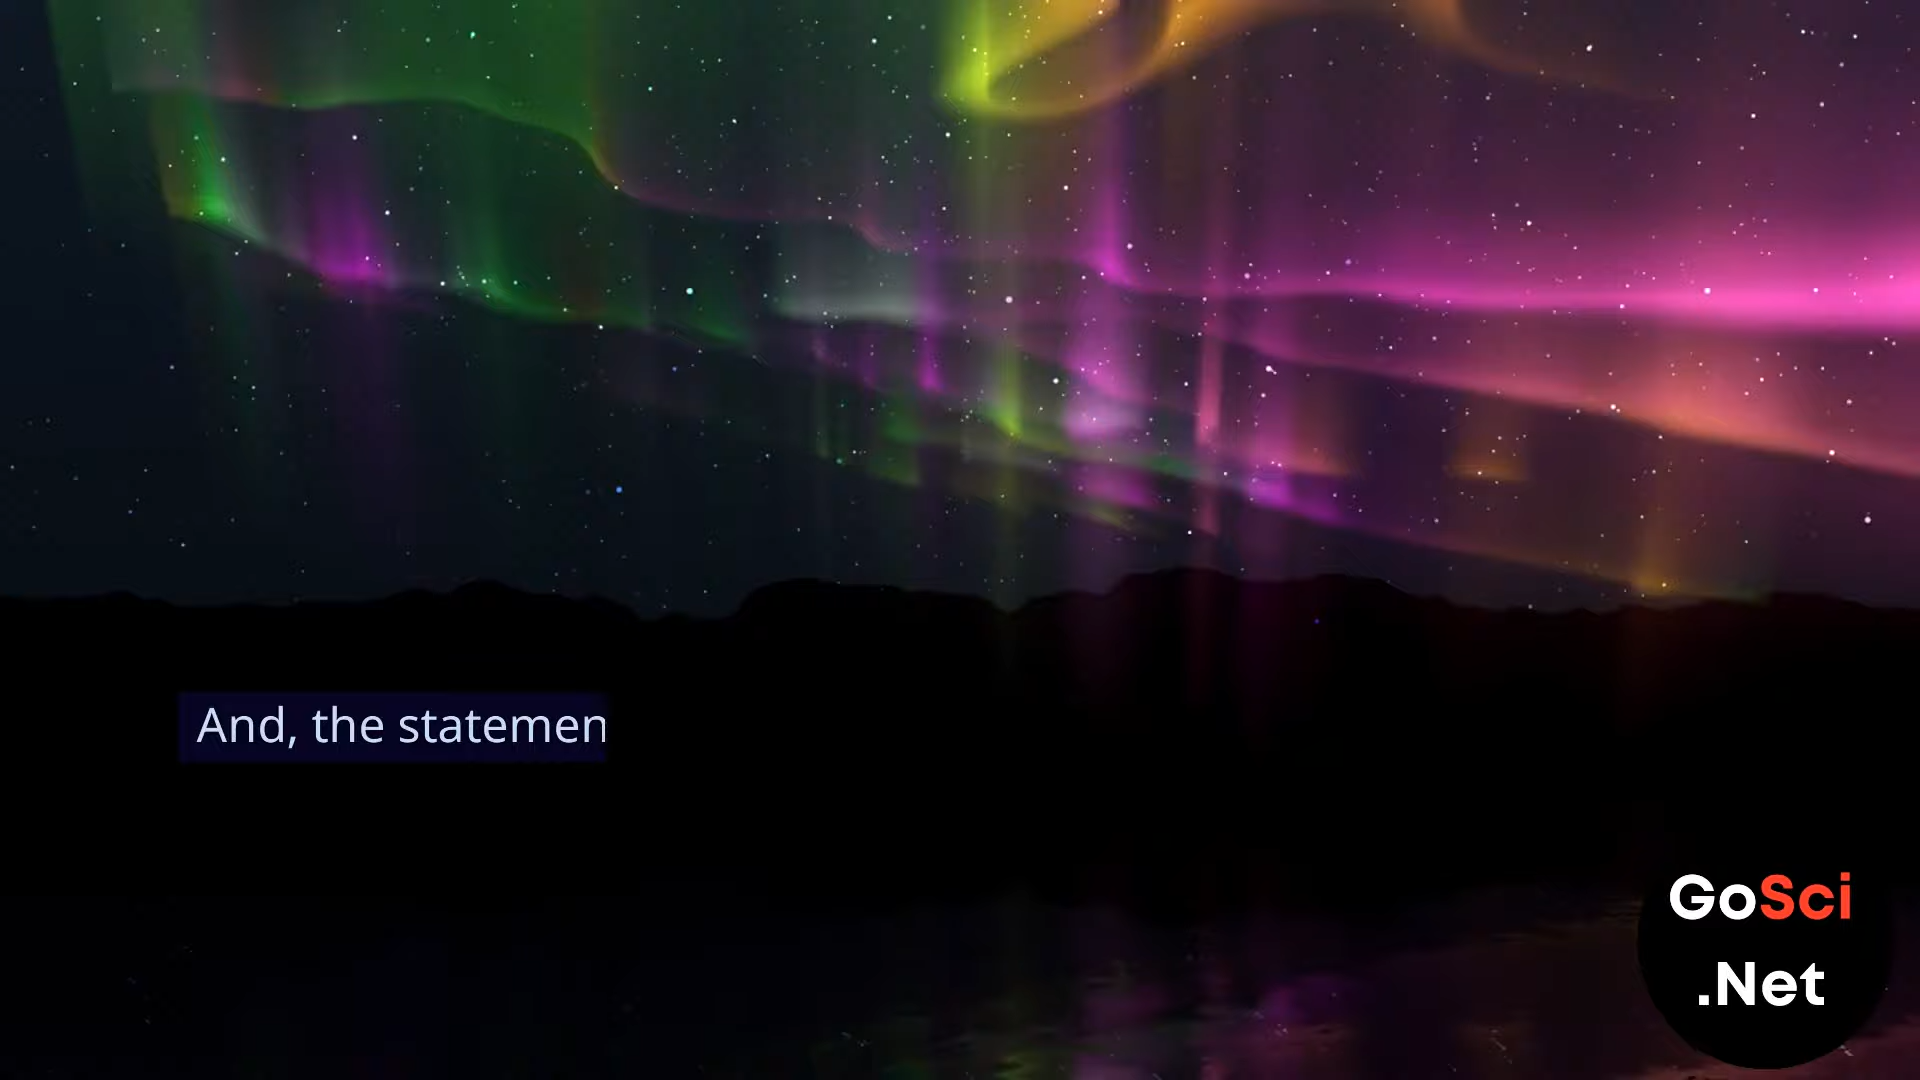 And, the statemen
GoSci
.Net